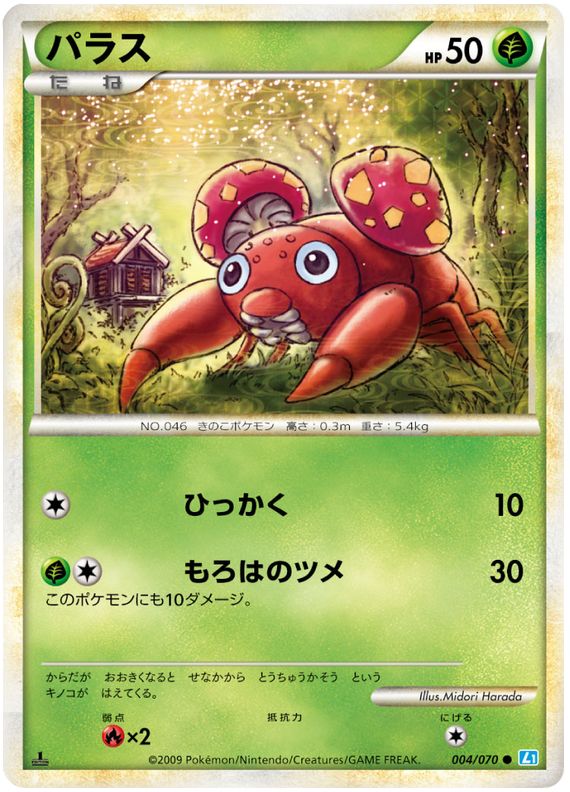 パラス
HP 50
たね
NO.046 きのこポケモン 高さ:0.3m 重さ:5.4kg
ひっかく 10
もろはのツメ 30
このポケモンにも10ダメージ。
からだが おおきくなると せなかから とうちゅうかそう という
キノコが はえてくる。
Illus.Midori Harada
弱点 抵抗力 にげる
×2
1 EDITION
©2009 Pokémon/Nintendo/Creatures/GAME FREAK.
004/070 ● L1